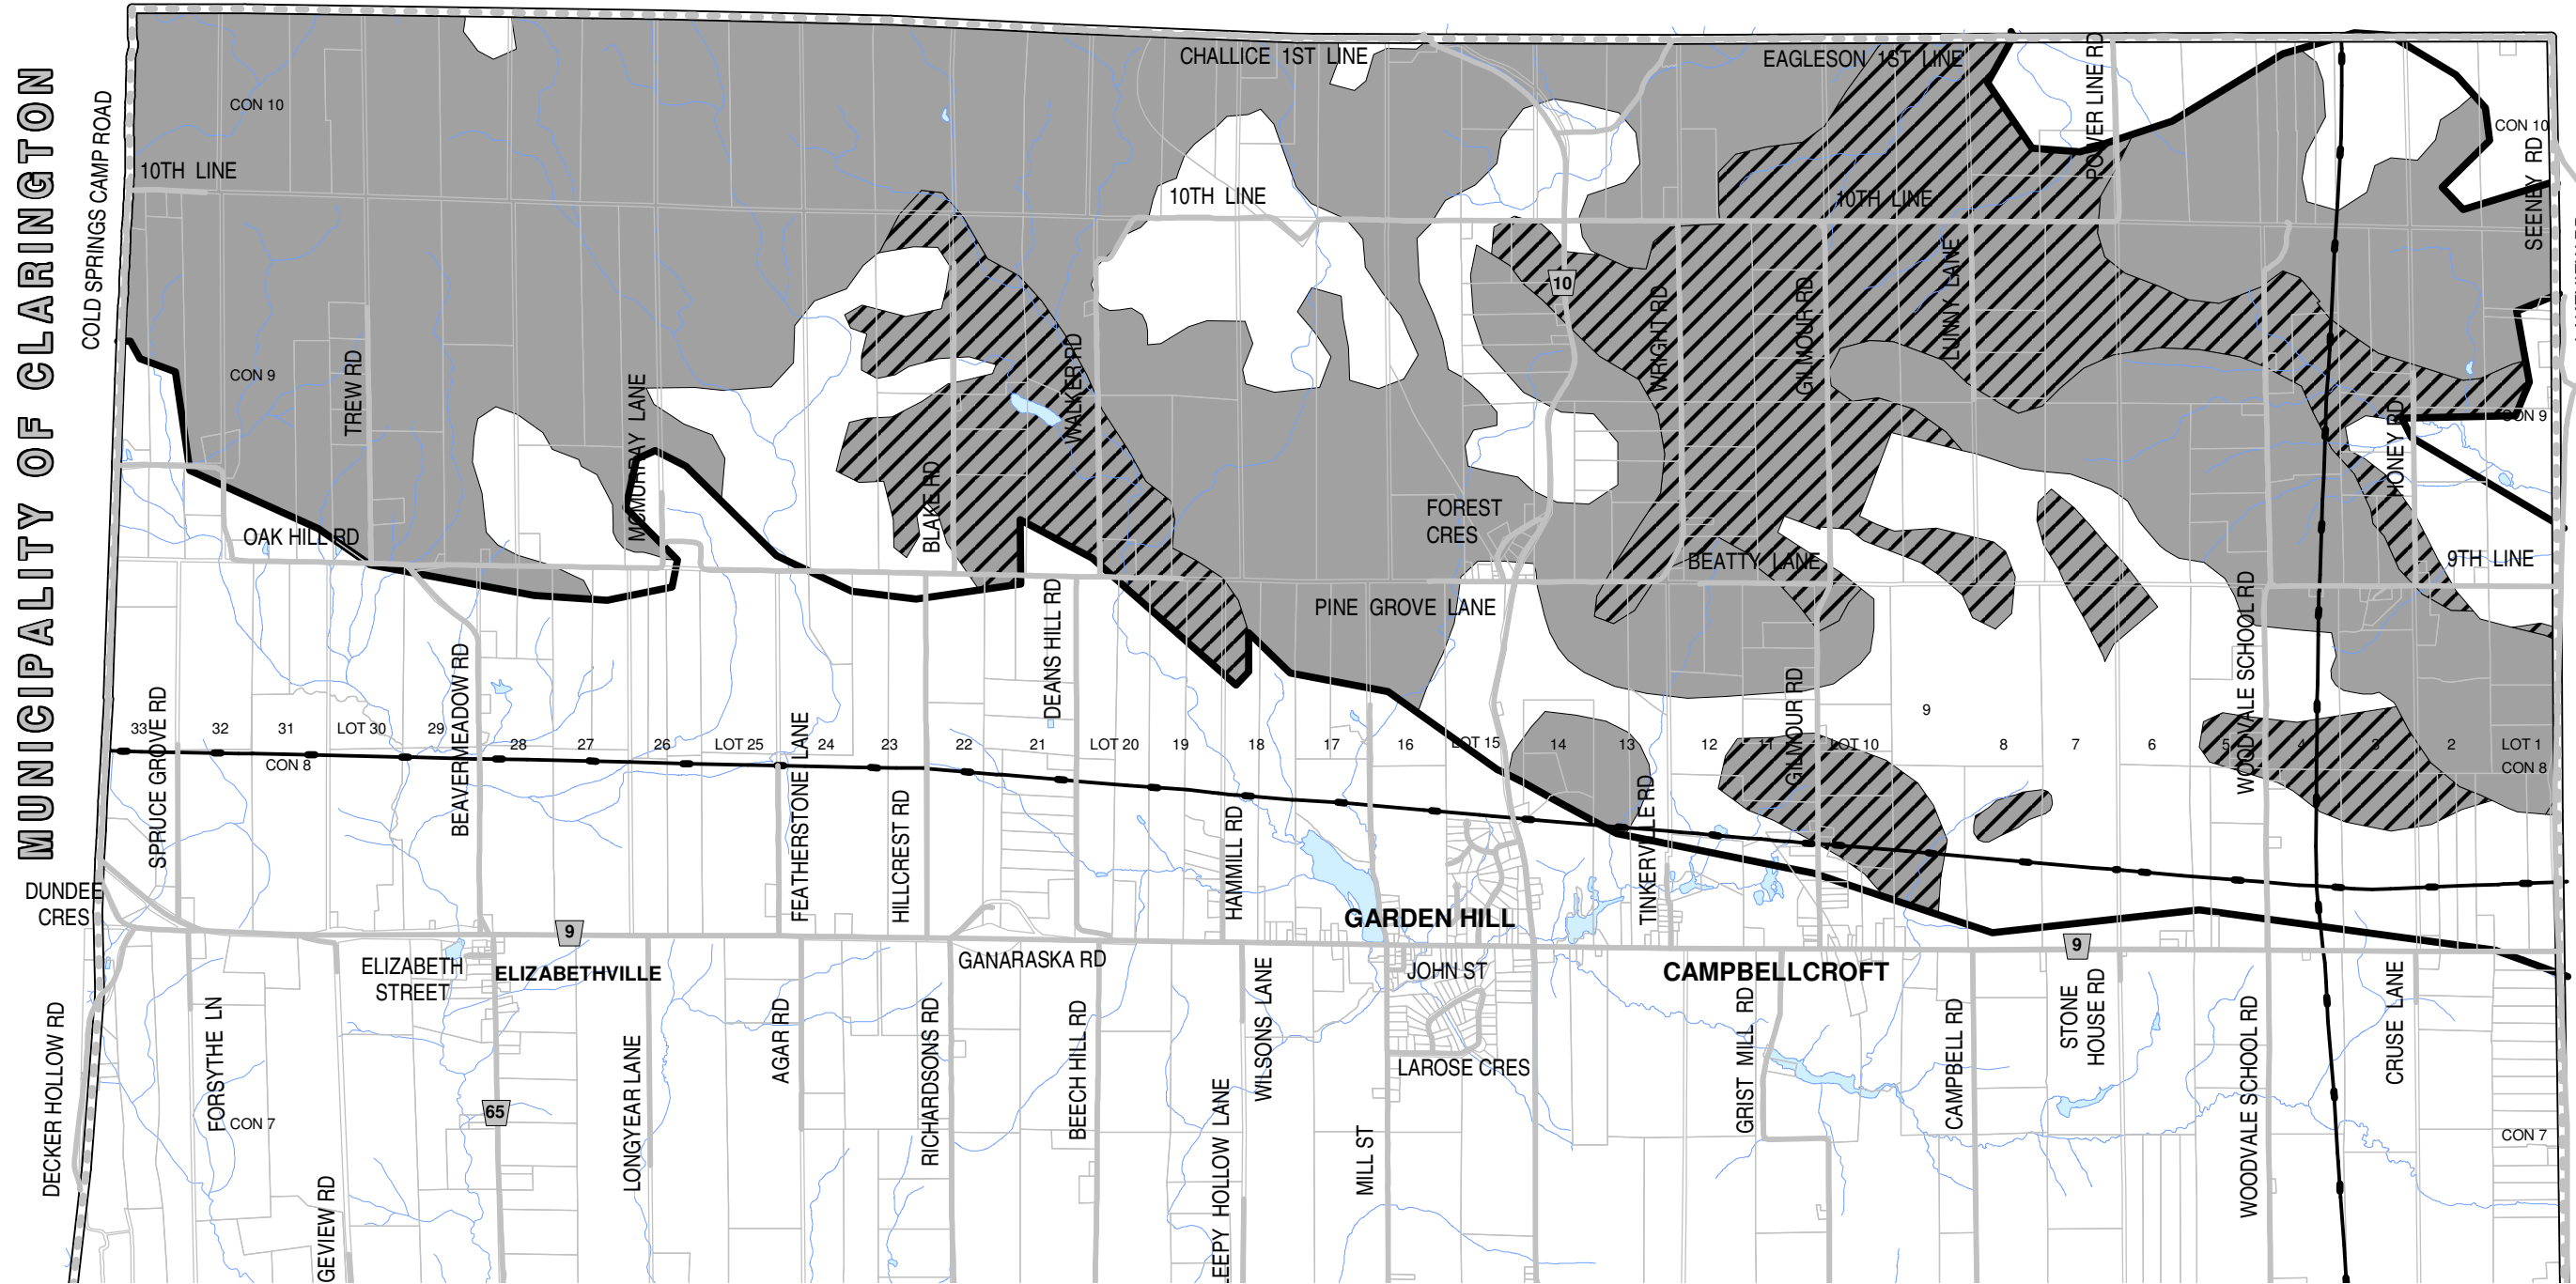 MUNICIPALITY OF CLARINGTON
COLD SPRINGS CAMP ROAD
CHALLICE 1ST LINE
EAGLESON 1ST LINE
POWER LINE RD
CON 10
CON 10
SEENEY RD
10TH LINE
10TH LINE
10TH LINE
10
CON 9
TREW RD
MCMURRAY LANE
WALKER RD
BLAKE RD
WRIGHT RD
GILMOUR RD
LUNNY LANE
HONEY RD
CON 9
FOREST
CRES
OAK HILL RD
BEATTY LANE
9TH LINE
PINE GROVE LANE
DEANS HILL RD
WOODVALE SCHOOL RD
SPRUCE GROVE RD
BEAVERMEADOW RD
FEATHERSTONE LANE
HILLCREST RD
HAMMILL RD
TINKERVILLE RD
GILMOUR RD
9
33
32
31
LOT 30
29
28
27
26
LOT 25
24
23
22
21
LOT 20
19
18
17
16
LOT 15
14
13
12
11
LOT 10
8
7
6
5
4
3
2
LOT 1
CON 8
CON 8
DUNDEE
CRES
9
GARDEN HILL
9
ELIZABETH
STREET
ELIZABETHVILLE
GANARASKA RD
JOHN ST
CAMPBELLCROFT
LAROSE CRES
DECKER HOLLOW RD
FORSYTHE LN
CON 7
65
LONGYEAR LANE
AGAR RD
RICHARDSONS RD
BEECH HILL RD
WILSONS LANE
EEPY HOLLOW LANE
MILL ST
GRIST MILL RD
CAMPBELL RD
STONE
HOUSE RD
WOODVALE SCHOOL RD
CRUSE LANE
CON 7
GEVIEW RD